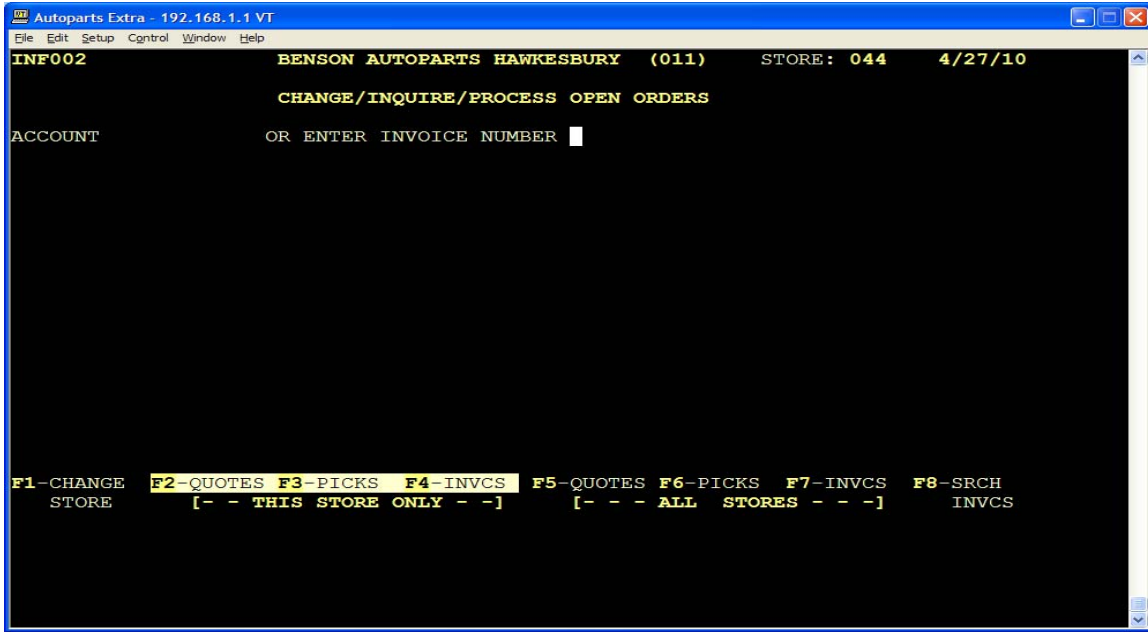 Autoparts Extra - 192.168.1.1 VT
File Edit Setup Control Window Help
INF002 BENSON AUTOPARTS HAWKESBURY (011) STORE: 044 4/27/10
CHANGE/INQUIRE/PROCESS OPEN ORDERS
ACCOUNT OR ENTER INVOICE NUMBER
F1-CHANGE F2-QUOTES F3-PICKS F4-INVCS F5-QUOTES F6-PICKS F7-INVCS F8-SRCH
STORE [- - THIS STORE ONLY - -] [- - - ALL STORES - - -] INVCS